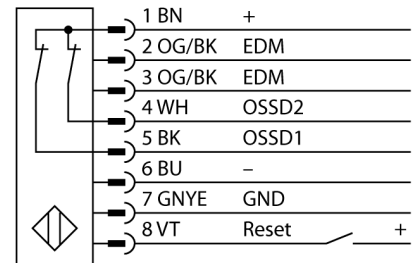 1 BN +
2 OG/BK EDM
3 OG/BK EDM
4 WH OSSD2
5 BK OSSD1
6 BU –
7 GNYE GND
8 VT Reset +